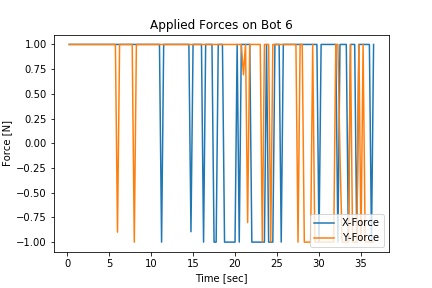 Applied Forces on Bot 6
Force [N]
1.00
0.75
0.50
0.25
0.00
−0.25
−0.50
−0.75
−1.00
X-Force
Y-Force
0 5 10 15 20 25 30 35
Time [sec]